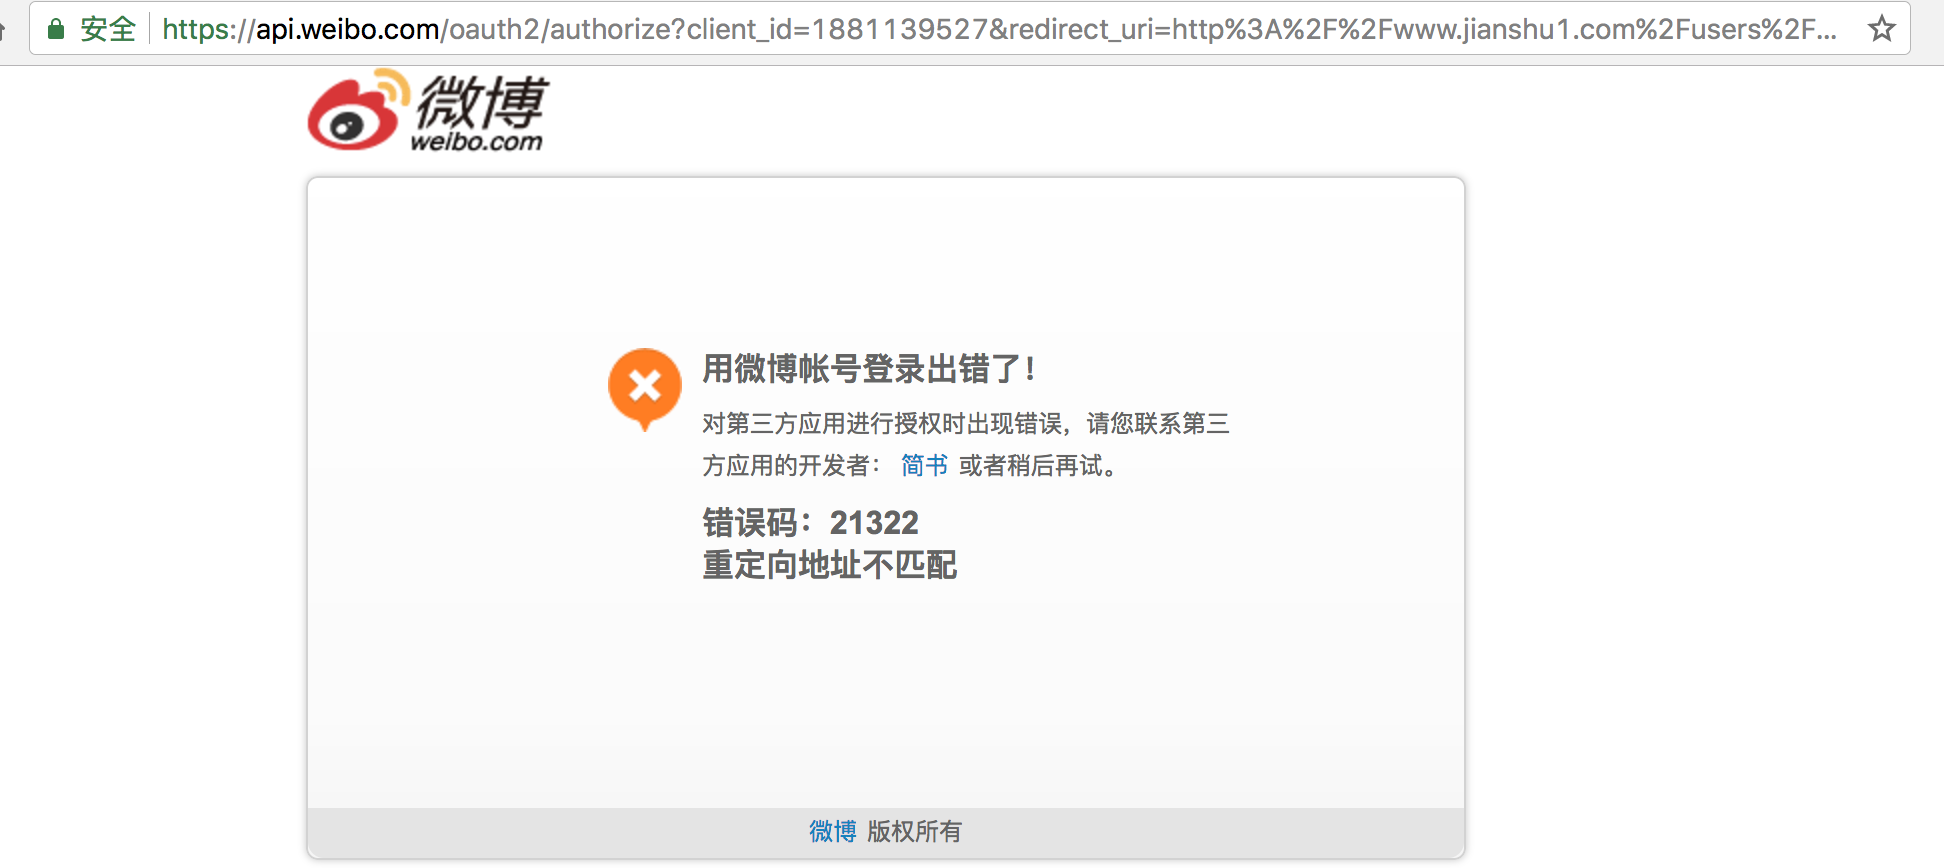 安全 https://api.weibo.com/oauth2/authorize?client_id=1881139527&redirect_uri=http%3A%2F%2Fwww.jianshu1.com%2Fusers%2F...
微博
weibo.com
用微博帐号登录出错了！
对第三方应用进行授权时出现错误，请您联系第三
方应用的开发者： 简书 或者稍后再试。
错误码：21322
重定向地址不匹配
微博 版权所有